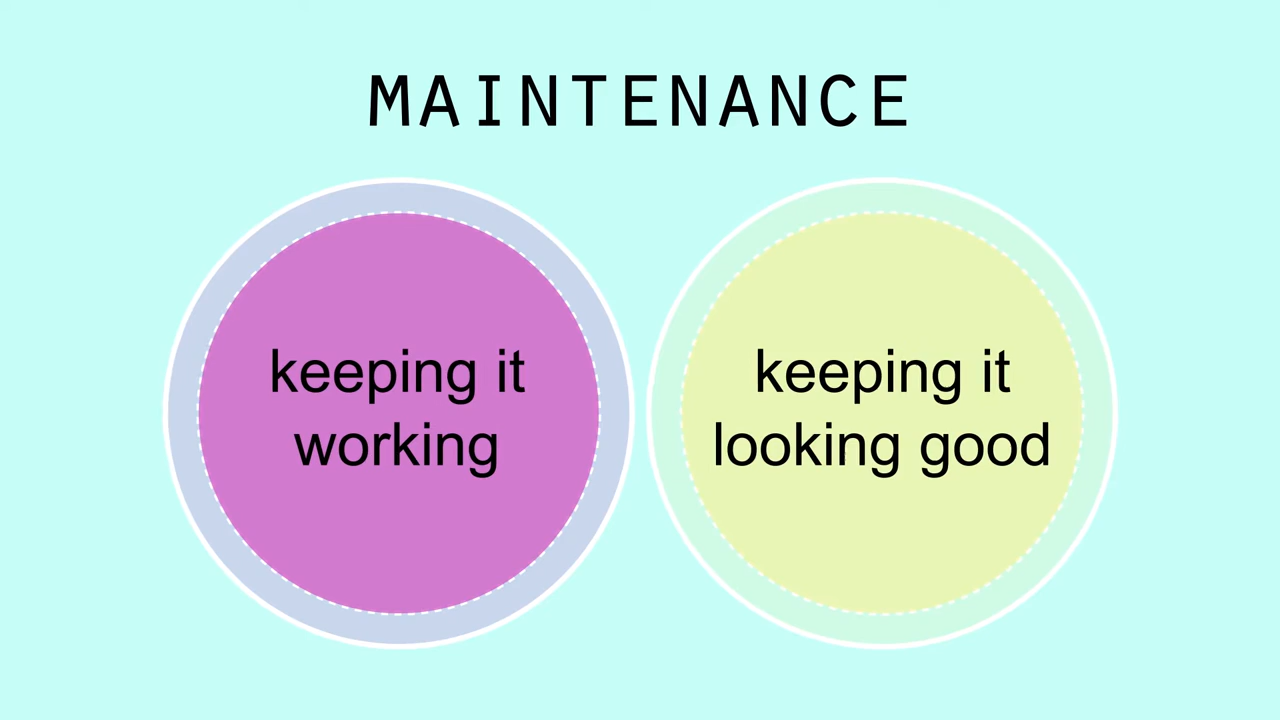 MAINTENANCE
keeping it
working
keeping it
looking good